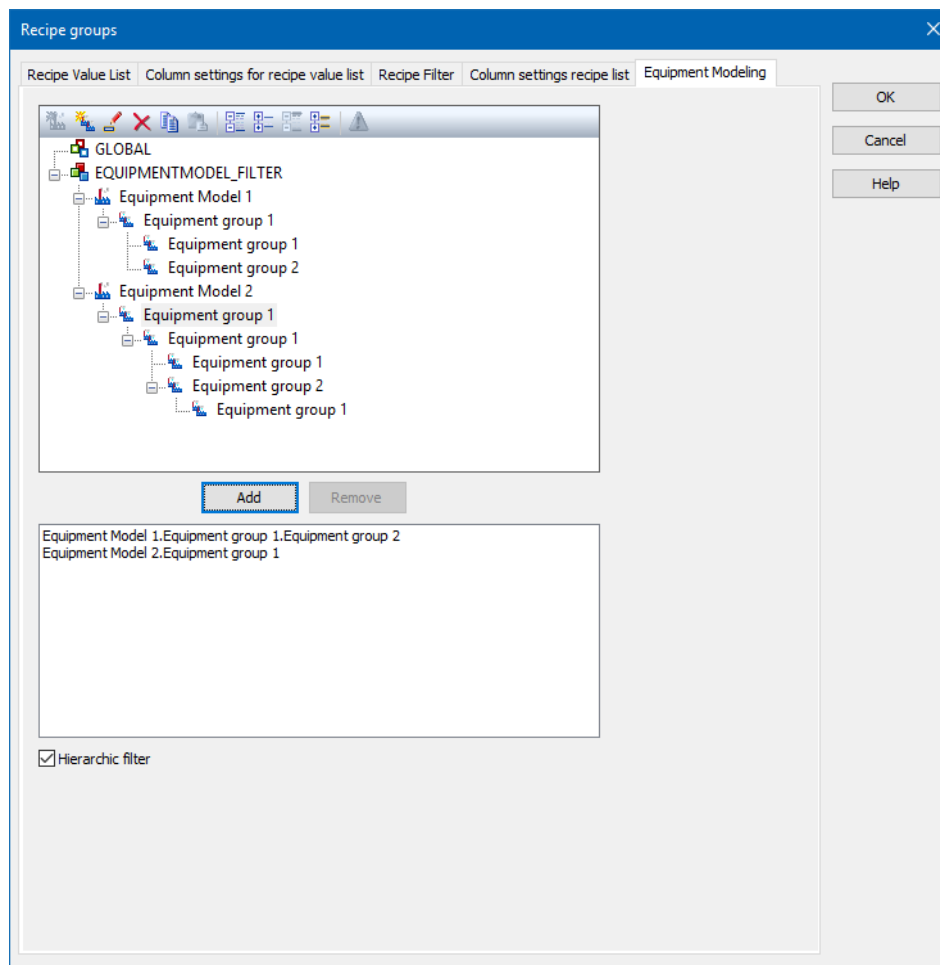 Recipe groups
Recipe Value List Column settings for recipe value list Recipe Filter Column settings recipe list Equipment Modeling
OK
Cancel
Help
GLOBAL
EQUIPMENTMODEL_FILTER
Equipment Model 1
Equipment group 1
Equipment group 1
Equipment group 2
Equipment Model 2
Equipment group 1
Equipment group 1
Equipment group 1
Equipment group 2
Equipment group 1
Add Remove
Equipment Model 1.Equipment group 1.Equipment group 2
Equipment Model 2.Equipment group 1
Hierarchic filter